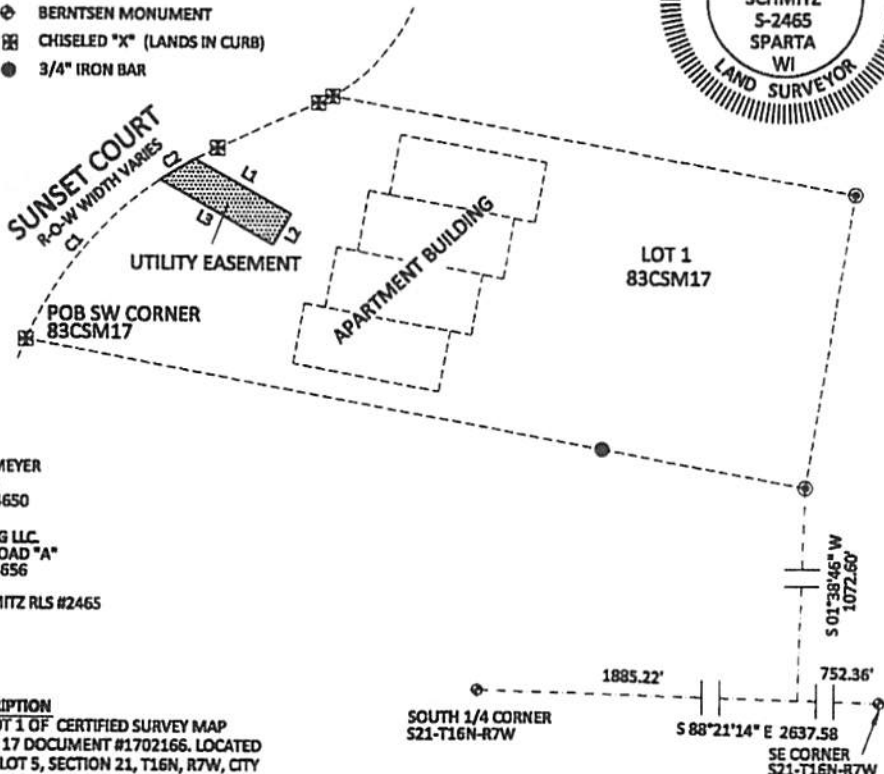 BERNTSEN MONUMENT
CHISELED "X" (LANDS IN CURB)
3/4" IRON BAR
SCHMITZ
S-2465
SPARTA
WI
LAND SURVEYOR
SUNSET COURT
R-O-W WIDTH VARIES
C2
L1
L3
L2
C1
UTILITY EASEMENT
APARTMENT BUILDING
LOT 1
83CSM17
POB SW CORNER
83CSM17
MEYER
4650
G LLC.
OAD "A"
656
MITZ RLS #2465
S 01°38'46" W
1072.60'
1885.22'
752.36'
SOUTH 1/4 CORNER
S21-T16N-R7W
S 88°21'14" E 2637.58
SE CORNER
S21-T16N-R7W
RIPTION
OT 1 OF CERTIFIED SURVEY MAP
17 DOCUMENT #1702166. LOCATED
LOT 5, SECTION 21, T16N, R7W, CITY